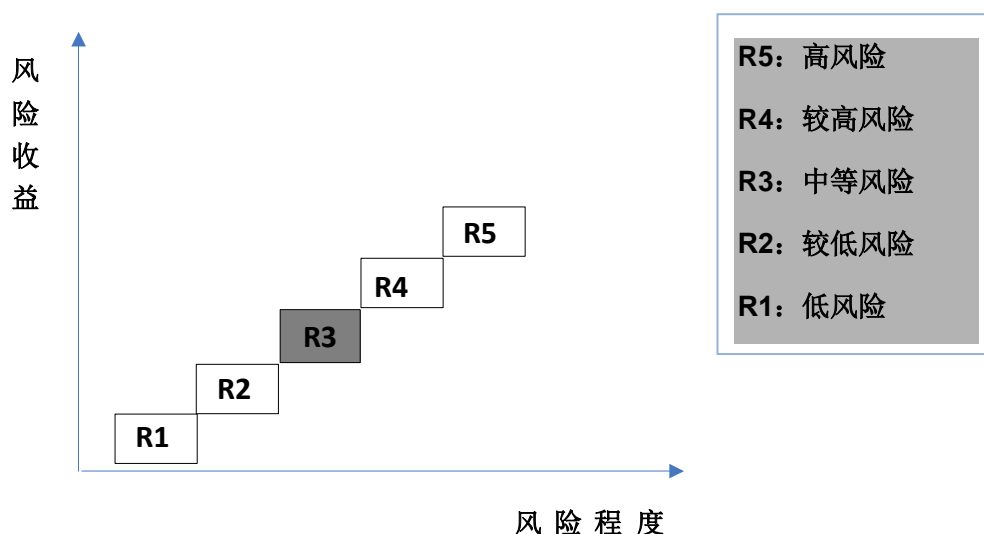 风险收益
R5
R4
R3
R2
R1
风 险 程 度
R5：高风险
R4：较高风险
R3：中等风险
R2：较低风险
R1：低风险